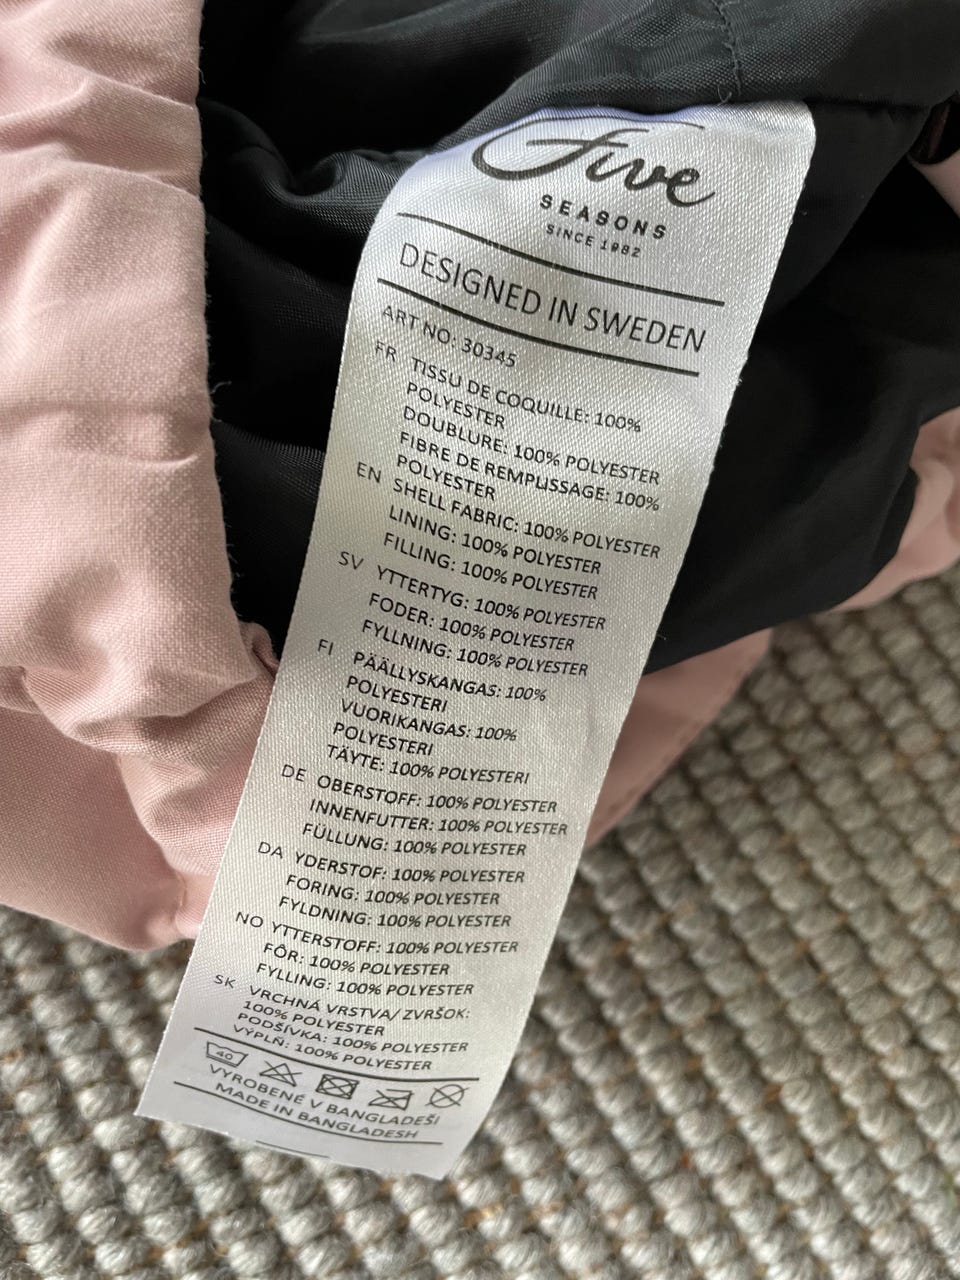 Five
SEASONS
SINCE 1982
DESIGNED IN SWEDEN
ART NO: 30345
FR TISSU DE COQUILLE: 100%
POLYESTER
DOUBLURE: 100% POLYESTER
FIBRE DE REMPLISSAGE: 100%
POLYESTER
EN SHELL FABRIC: 100% POLYESTER
LINING: 100% POLYESTER
FILLING: 100% POLYESTER
SV YTTERTYG: 100% POLYESTER
FODER: 100% POLYESTER
FYLLNING: 100% POLYESTER
FI PÄÄLLYSKANGAS: 100%
POLYESTERI
VUORIKANGAS: 100%
POLYESTERI
TÄYTE: 100% POLYESTERI
DE OBERSTOFF: 100% POLYESTER
INNENFUTTER: 100% POLYESTER
FÜLLUNG: 100% POLYESTER
DA YDERSTOF: 100% POLYESTER
FORING: 100% POLYESTER
FYLDNING: 100% POLYESTER
NO YTTERSTOFF: 100% POLYESTER
FÔR: 100% POLYESTER
FYLLING: 100% POLYESTER
SK VRCHNÁ VRSTVA/ ZVRŠOK:
100% POLYESTER
PODŠÍVKA: 100% POLYESTER
VÝPLŇ: 100% POLYESTER
40
VYROBENÉ V BANGLADEŠI
MADE IN BANGLADESH